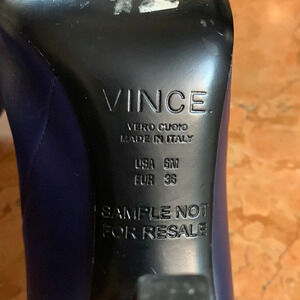 VINCE.
VERO CUOIO
MADE IN ITALY
USA 6M
EUR 36
SAMPLE NOT
FOR RESALE